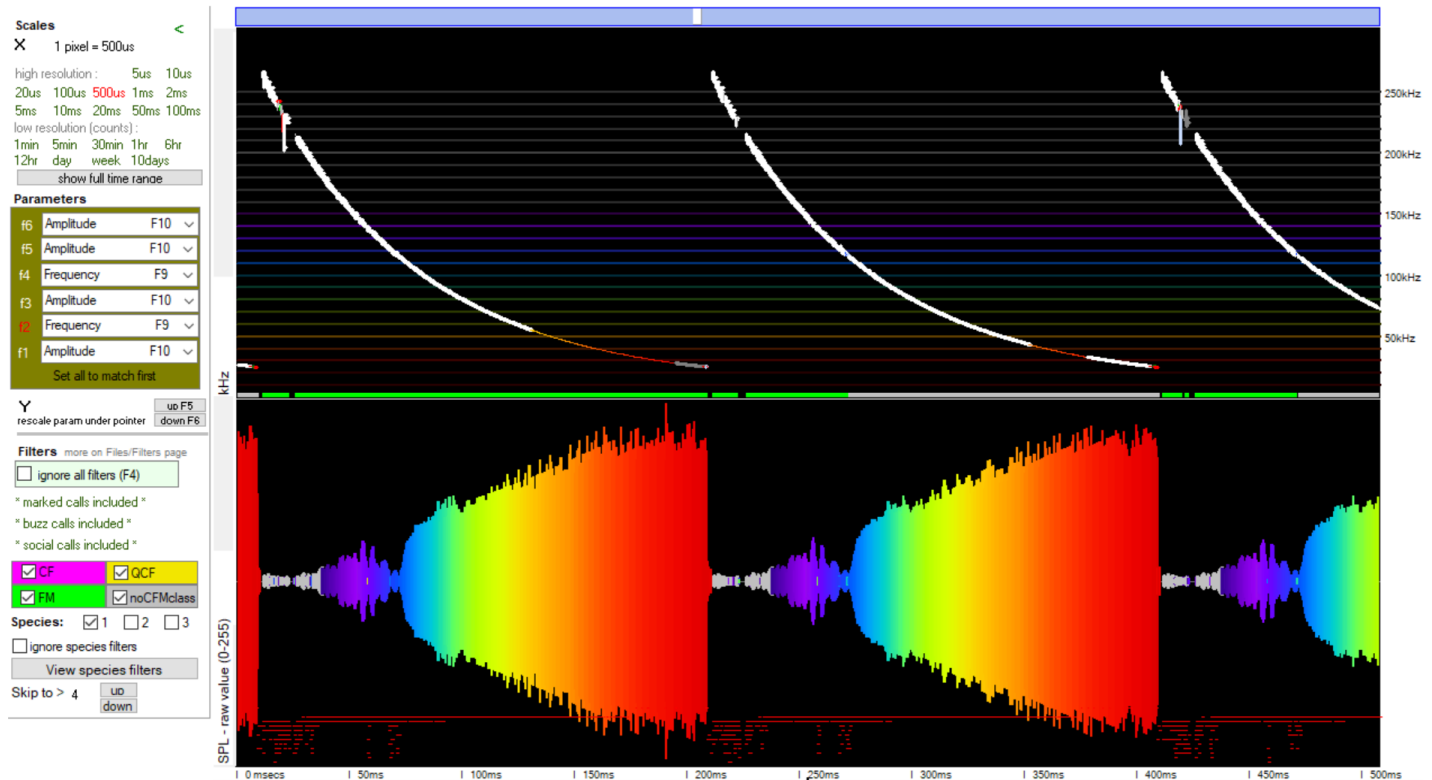 Scales <
X 1 pixel = 500us
high resolution : 5us 10us
20us 100us 500us 1ms 2ms
5ms 10ms 20ms 50ms 100ms
low resolution (counts) :
1min 5min 30min 1hr 6hr
12hr day week 10days
show full time range
Parameters
f6 Amplitude F10
f5 Amplitude F10
f4 Frequency F9
f3 Amplitude F10
f2 Frequency F9
f1 Amplitude F10
Set all to match first
Y up F5
rescale param under pointer down F6
Filters more on Files/Filters page
ignore all filters (F4)
* marked calls included *
* buzz calls included *
* social calls included *
CF QCF
FM noCFMclass
Species: 1 2 3
ignore species filters
View species filters
Skip to > 4 up
down
kHz
250kHz
200kHz
150kHz
100kHz
50kHz
SPL - raw value (0-255)
0 msecs 50ms 100ms 150ms 200ms 250ms 300ms 350ms 400ms 450ms 500ms